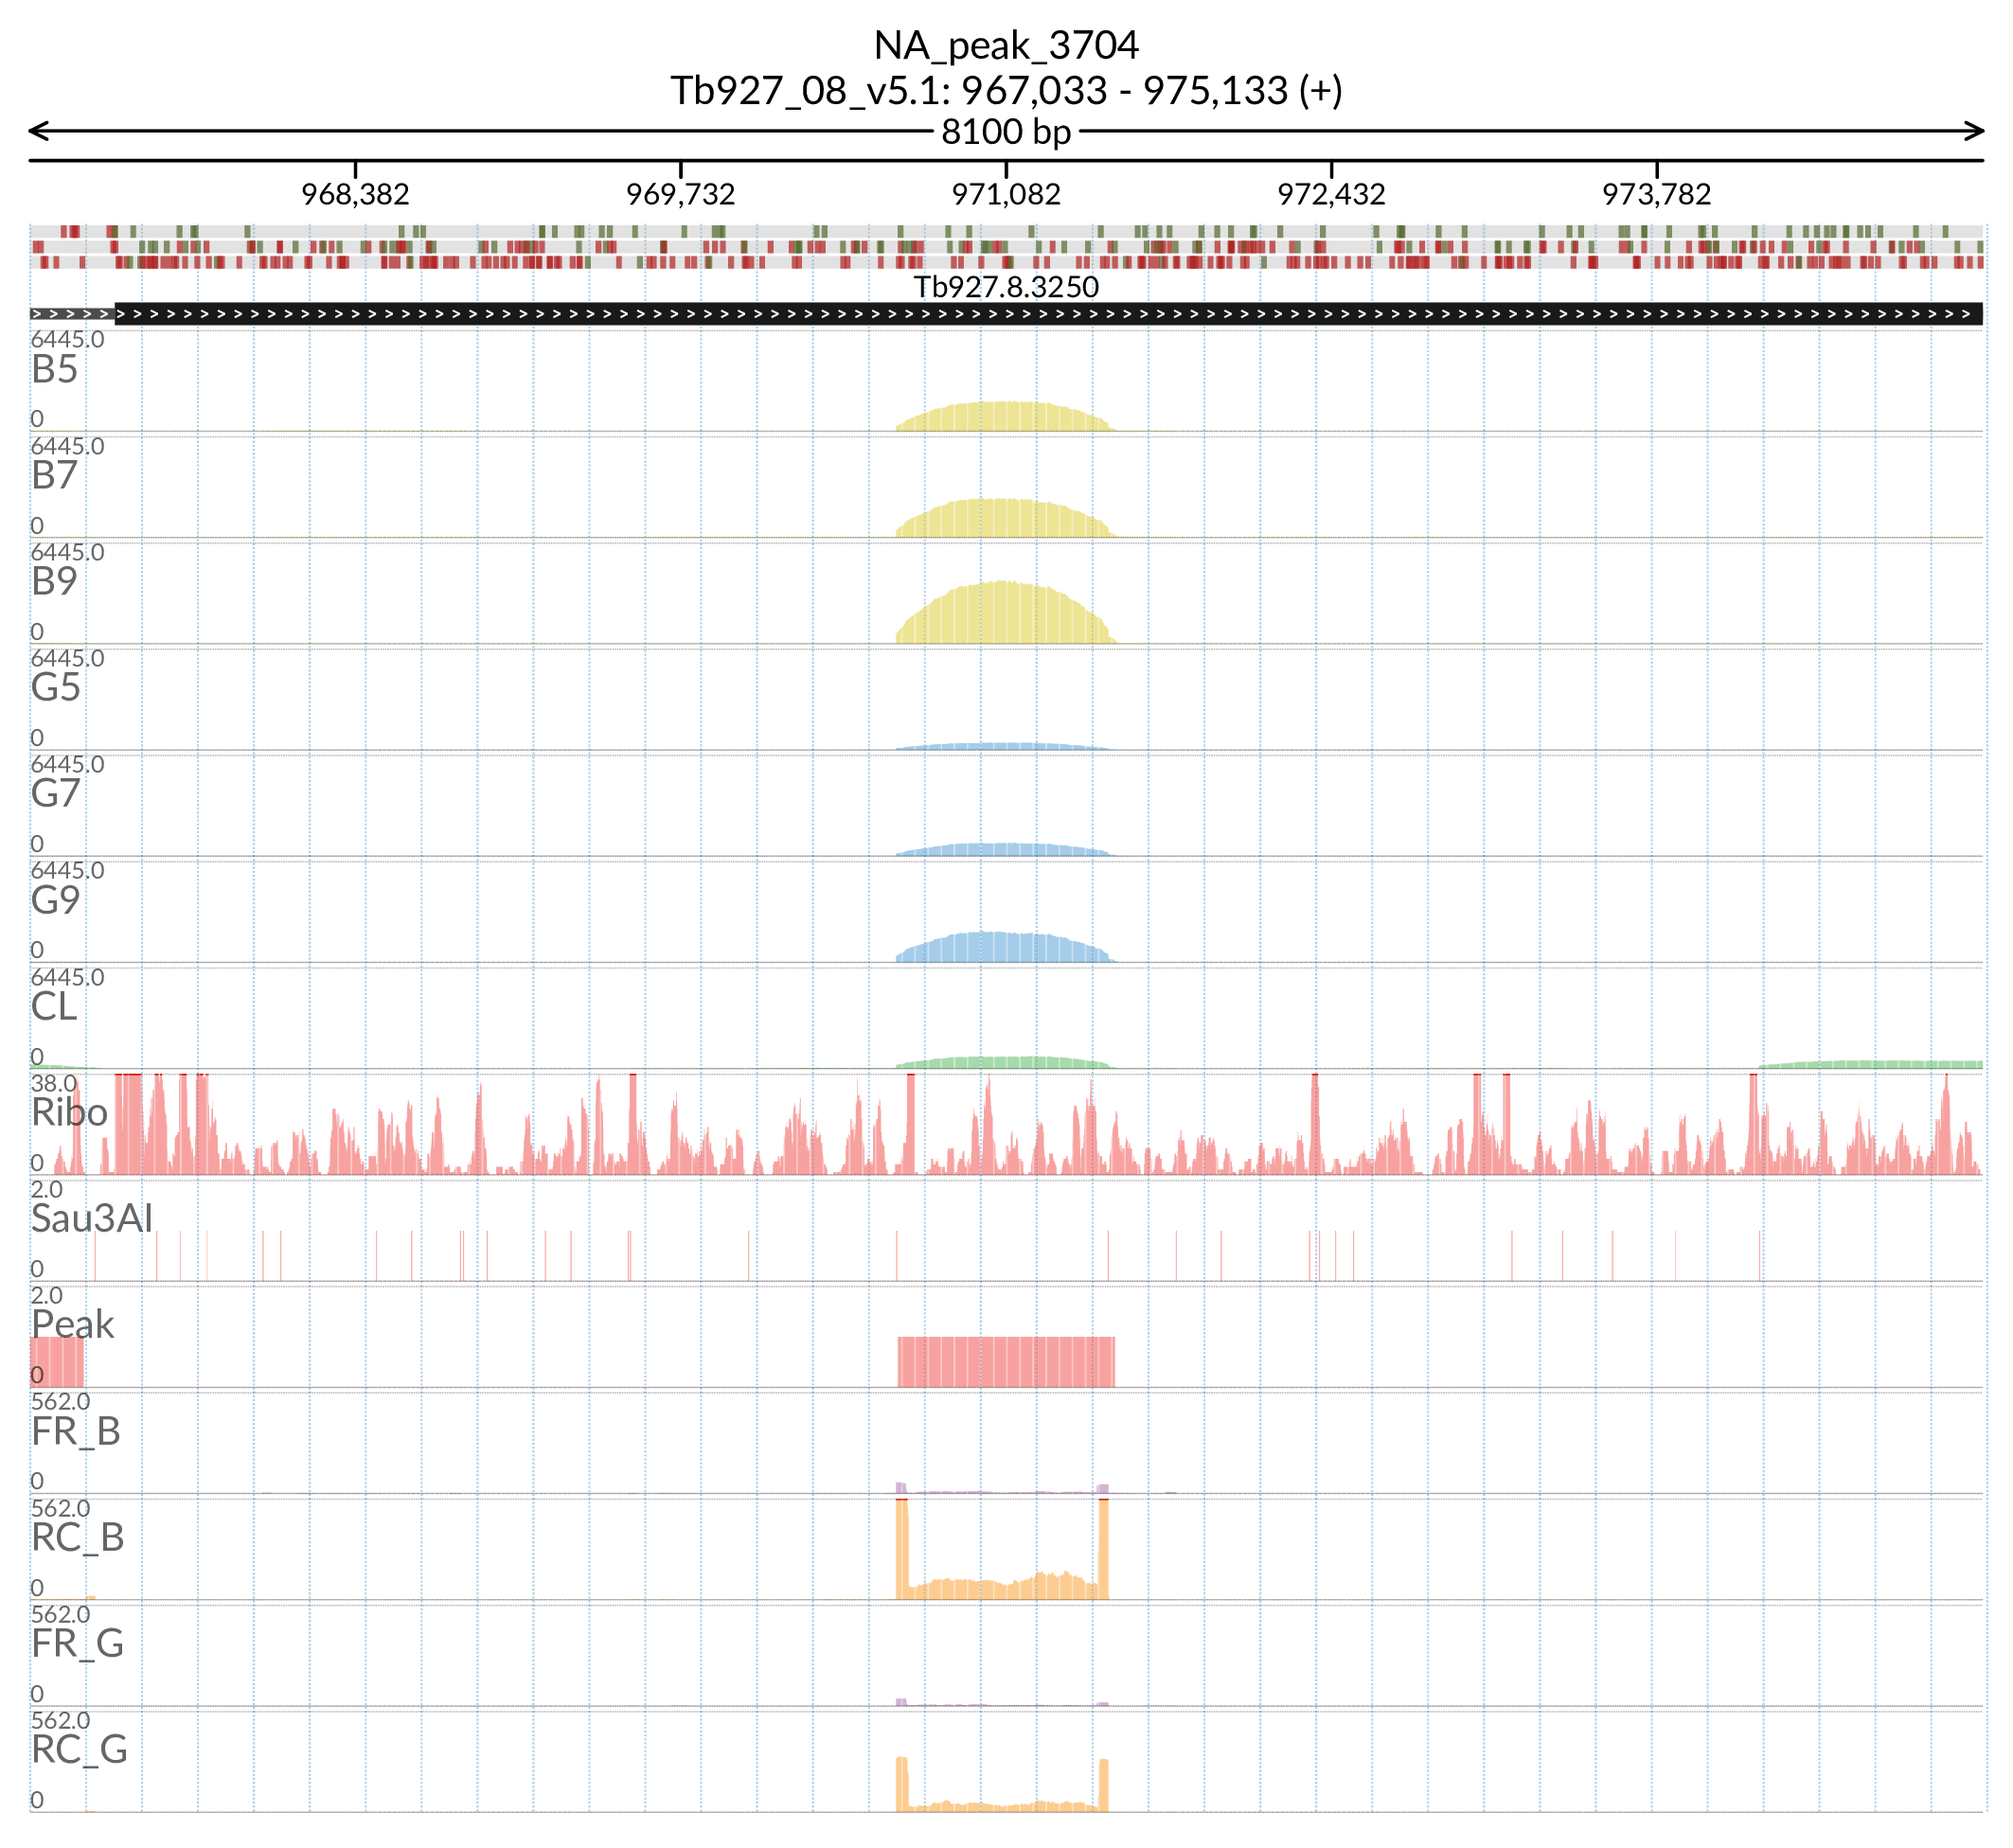 NA_peak_3704
Tb927_08_v5.1: 967,033 - 975,133 (+)
8100 bp
968,382 969,732 971,082 972,432 973,782
Tb927.8.3250
6445.0
B5
0
6445.0
B7
0
6445.0
B9
0
6445.0
G5
0
6445.0
G7
0
6445.0
G9
0
6445.0
CL
0
38.0
Ribo
0
2.0
Sau3AI
0
2.0
Peak
0
562.0
FR_B
0
562.0
RC_B
0
562.0
FR_G
0
562.0
RC_G
0